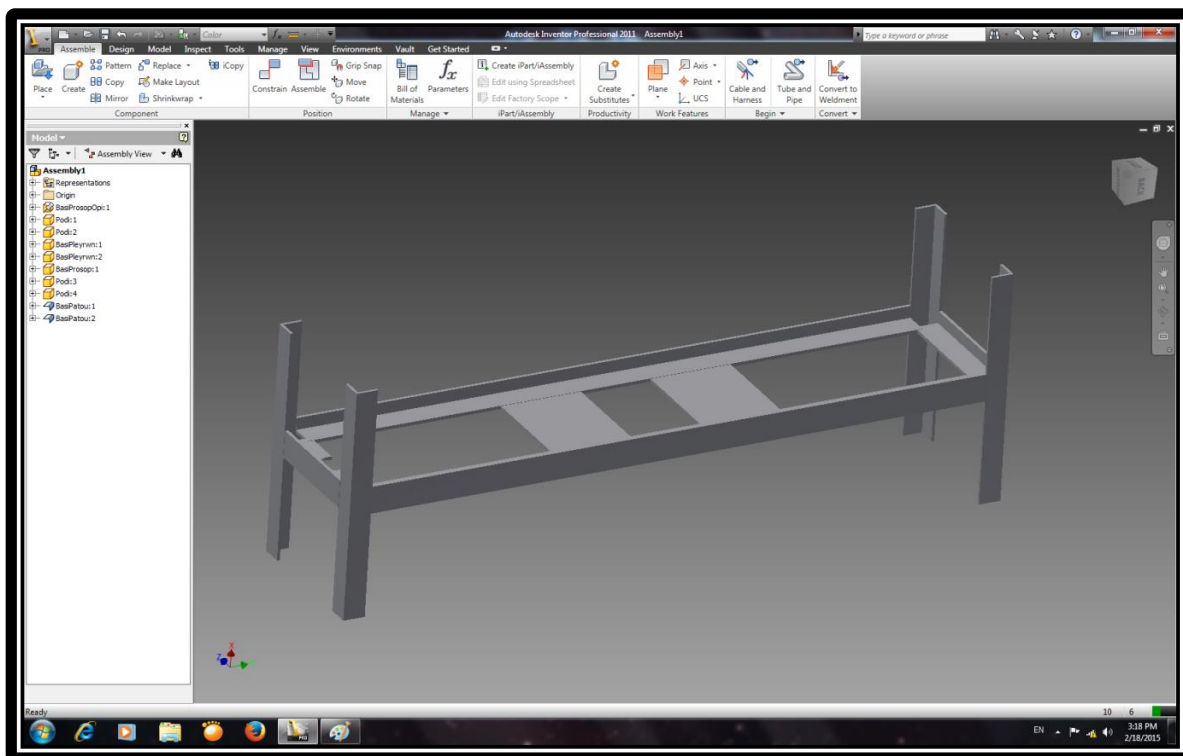 Color
Autodesk Inventor Professional 2011 Assembly1
Type a keyword or phrase
PRO
Assemble Design Model Inspect Tools Manage View Environments Vault Get Started
Place
Create
Pattern
Copy
Mirror
Replace
Make Layout
Shrinkwrap
iCopy
Component
Constrain Assemble
Grip Snap
Move
Rotate
Position
Bill of
Materials
fx
Parameters
Manage
Create iPart/iAssembly
Edit using Spreadsheet
Edit Factory Scope
iPart/iAssembly
Create
Substitutes
Productivity
Plane
Axis
Point
UCS
Work Features
Cable and
Harness
Tube and
Pipe
Begin
Convert to
Weldment
Convert
Model
Assembly View
Assembly1
Representations
Origin
BasiProsopOpi:1
Podi:1
Podi:2
BasiPleyrwn:1
BasiPleyrwn:2
BasiProsop:1
Podi:3
Podi:4
BasiPatou:1
BasiPatou:2
BACK
X
Z
Ready
10 6
PRO
EN
3:18 PM
2/18/2015